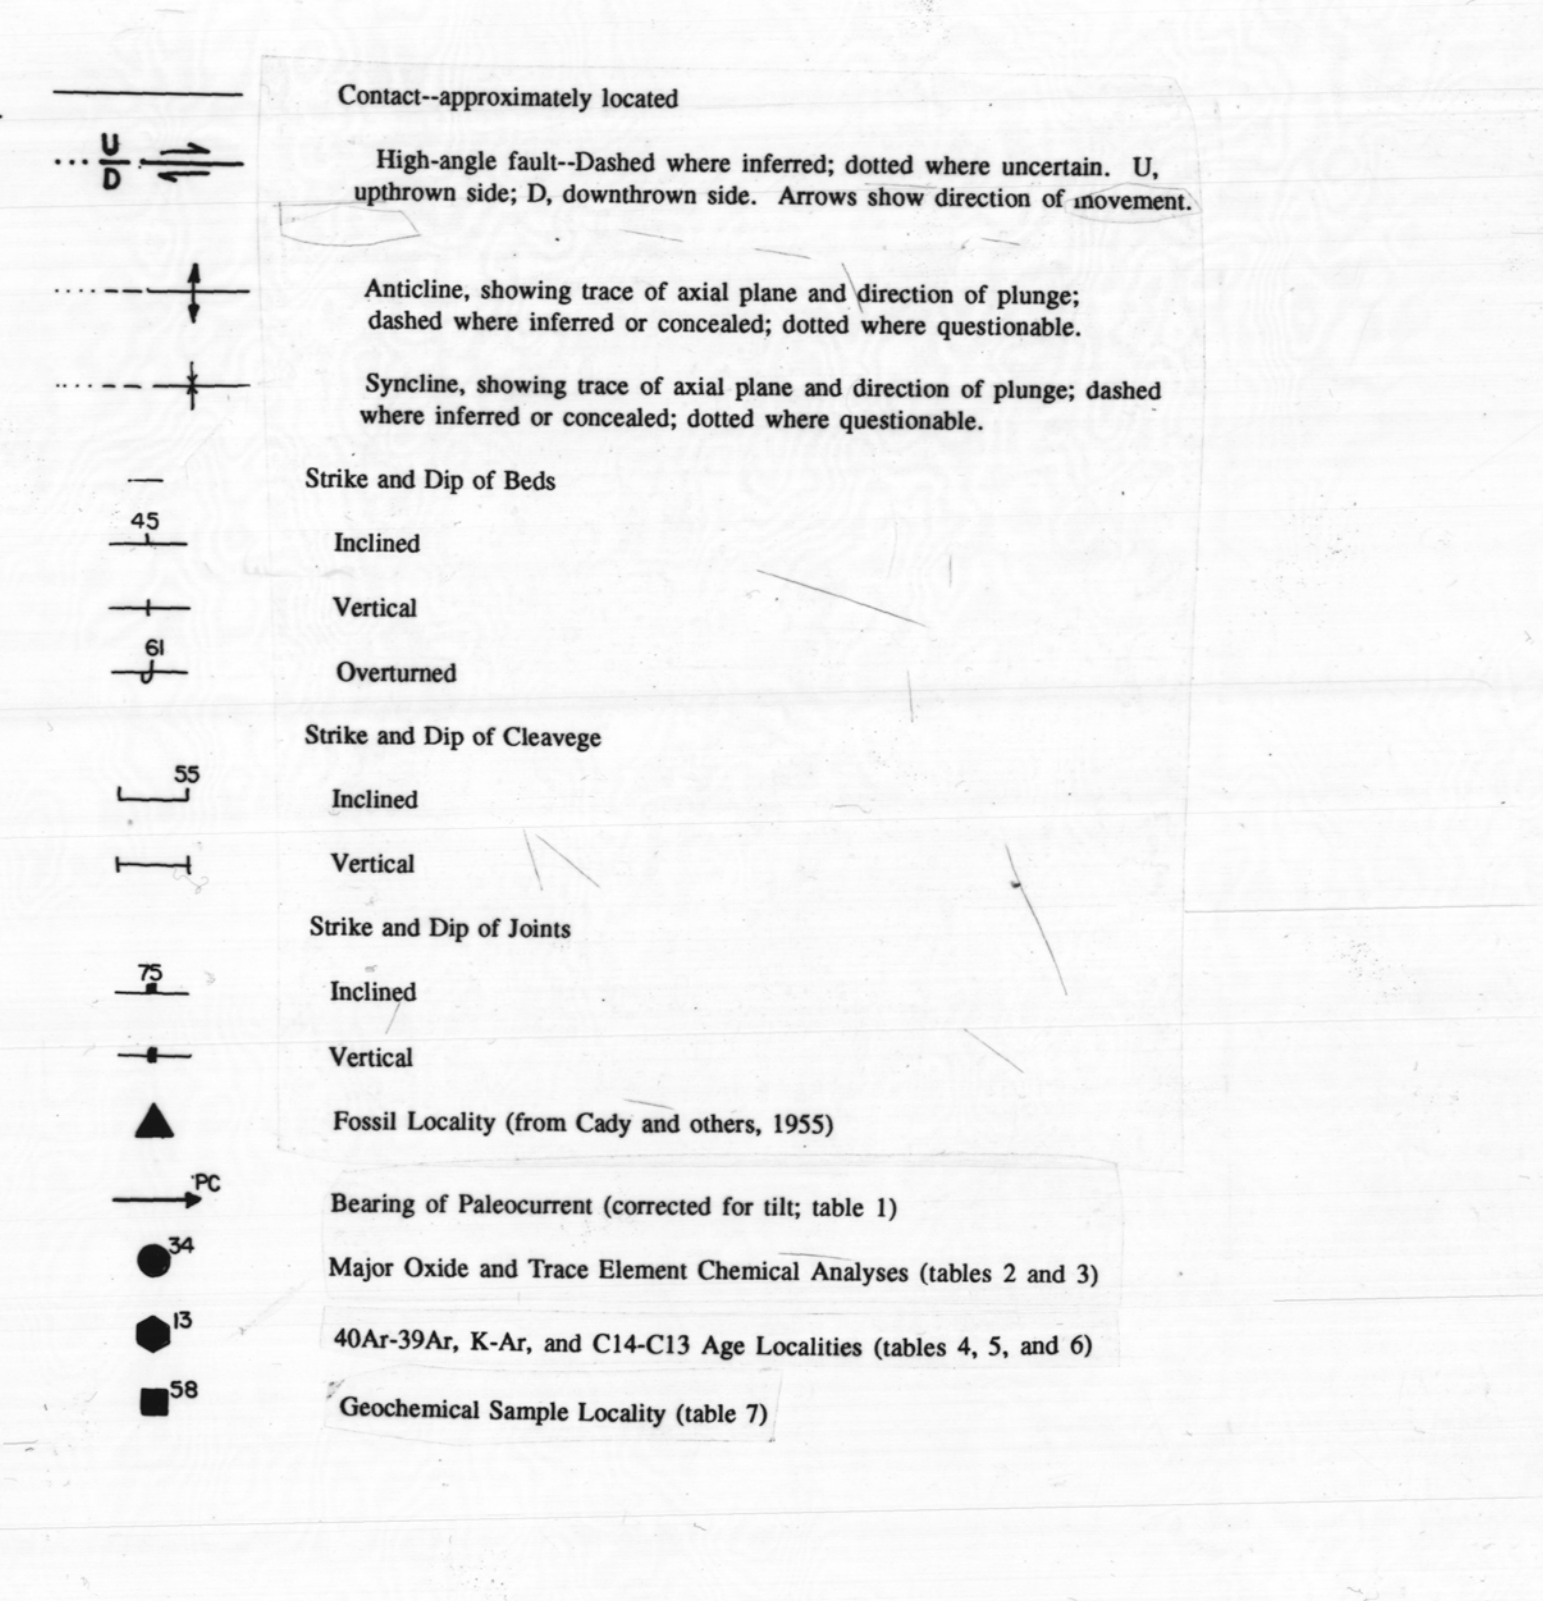 Contact--approximately located
U
D
High-angle fault--Dashed where inferred; dotted where uncertain. U,
upthrown side; D, downthrown side. Arrows show direction of movement.
Anticline, showing trace of axial plane and direction of plunge;
dashed where inferred or concealed; dotted where questionable.
Syncline, showing trace of axial plane and direction of plunge; dashed
where inferred or concealed; dotted where questionable.
Strike and Dip of Beds
45
Inclined
Vertical
61
Overturned
Strike and Dip of Cleavege
55
Inclined
Vertical
Strike and Dip of Joints
75
Inclined
Vertical
Fossil Locality (from Cady and others, 1955)
PC
Bearing of Paleocurrent (corrected for tilt; table 1)
34
Major Oxide and Trace Element Chemical Analyses (tables 2 and 3)
13
40Ar-39Ar, K-Ar, and C14-C13 Age Localities (tables 4, 5, and 6)
58
Geochemical Sample Locality (table 7)